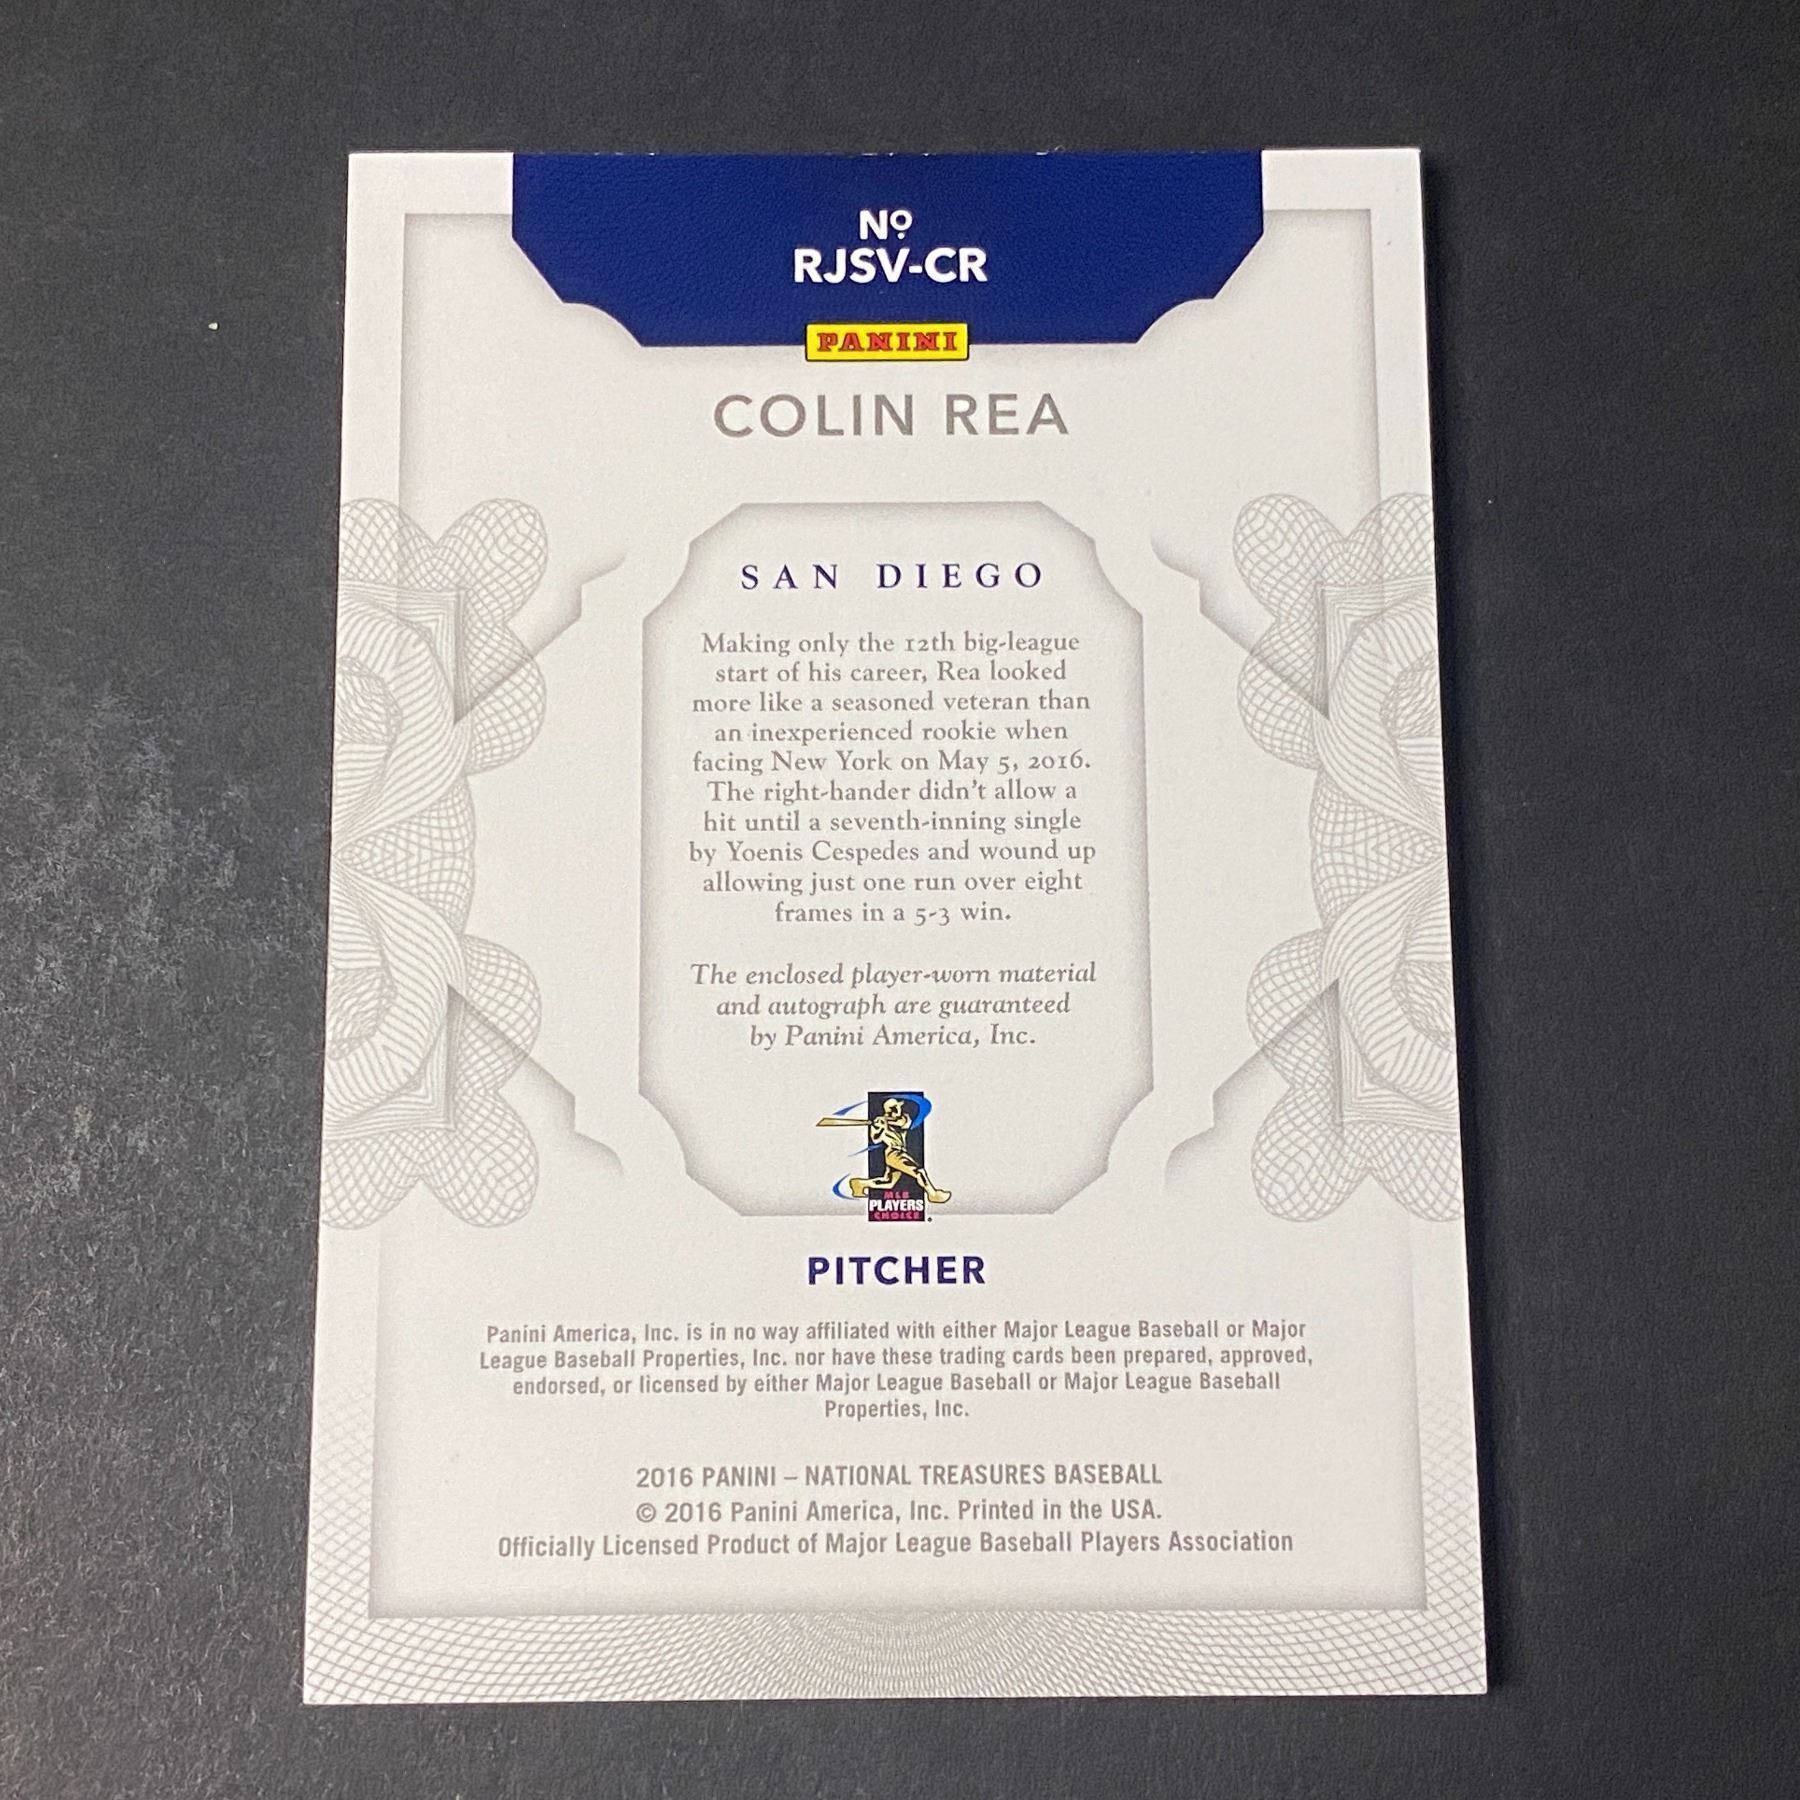 Nº
RJSV-CR
PANINI
COLIN REA
SAN DIEGO
Making only the 12th big-league
start of his career, Rea looked
more like a seasoned veteran than
an inexperienced rookie when
facing New York on May 5, 2016.
The right-hander didn't allow a
hit until a seventh-inning single
by Yoenis Cespedes and wound up
allowing just one run over eight
frames in a 5-3 win.
The enclosed player-worn material
and autograph are guaranteed
by Panini America, Inc.
MLB
PLAYERS
CHOICE
PITCHER
Panini America, Inc. is in no way affiliated with either Major League Baseball or Major
League Baseball Properties, Inc. nor have these trading cards been prepared, approved,
endorsed, or licensed by either Major League Baseball or Major League Baseball
Properties, Inc.
2016 PANINI – NATIONAL TREASURES BASEBALL
© 2016 Panini America, Inc. Printed in the USA.
Officially Licensed Product of Major League Baseball Players Association